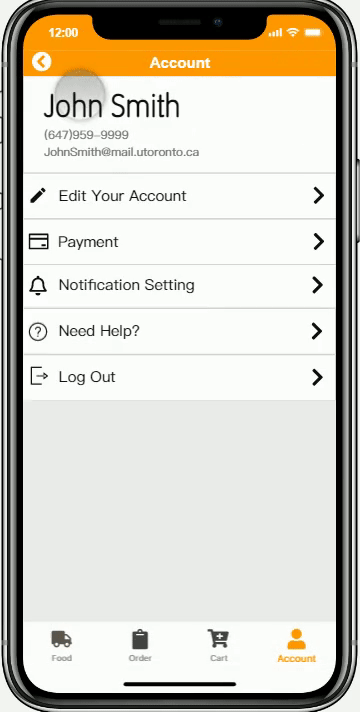 12:00
Account
John Smith
(647)959-9999
JohnSmith@mail.utoronto.ca
Edit Your Account
Payment
Notification Setting
Need Help?
Log Out
Food
Order
Cart
Account